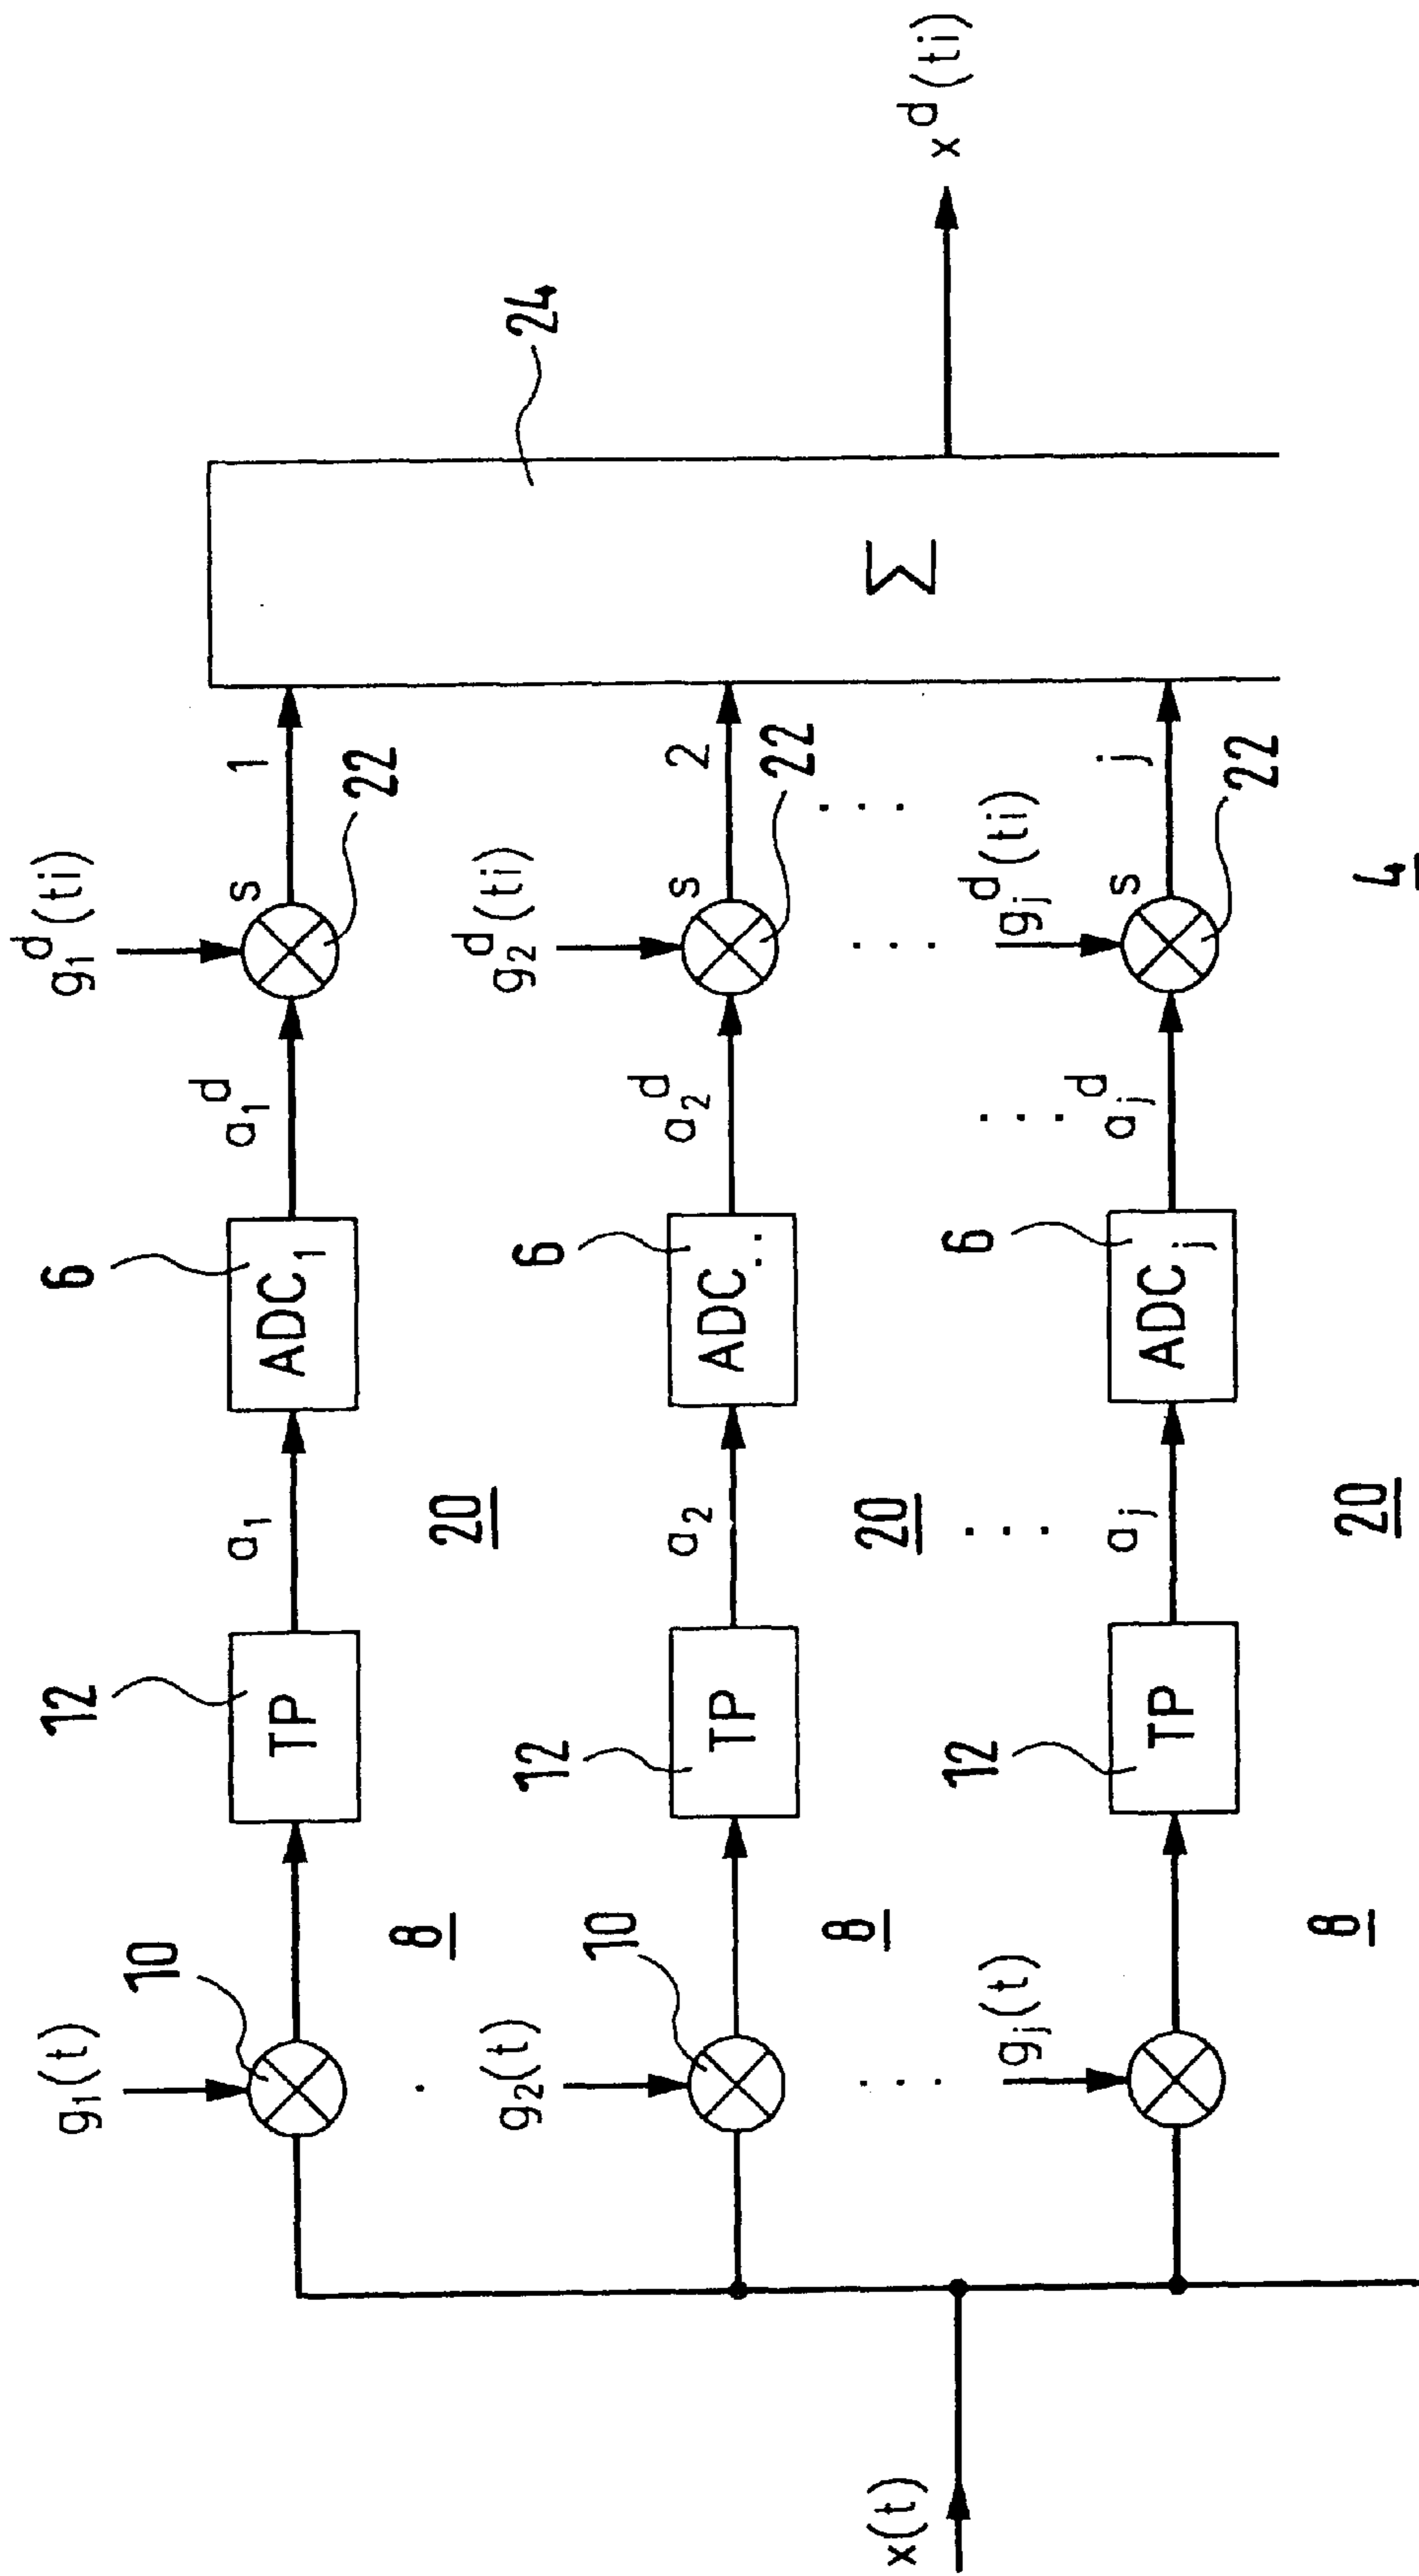 g₁(t)
10
12
6
g₁ᵈ(ti)
TP
a₁
ADC₁
a₁ᵈ
s
1
22
24
8
20
g₂(t)
10
12
6
g₂ᵈ(ti)
TP
a₂
ADC..
a₂ᵈ
s
2
22
x(t)
Σ
xᵈ(ti)
8
20
. . .
. . .
. . .
. . .
. . .
gⱼ(t)
12
6
gⱼᵈ(ti)
TP
aⱼ
ADCⱼ
aⱼᵈ
s
j
22
8
20
4